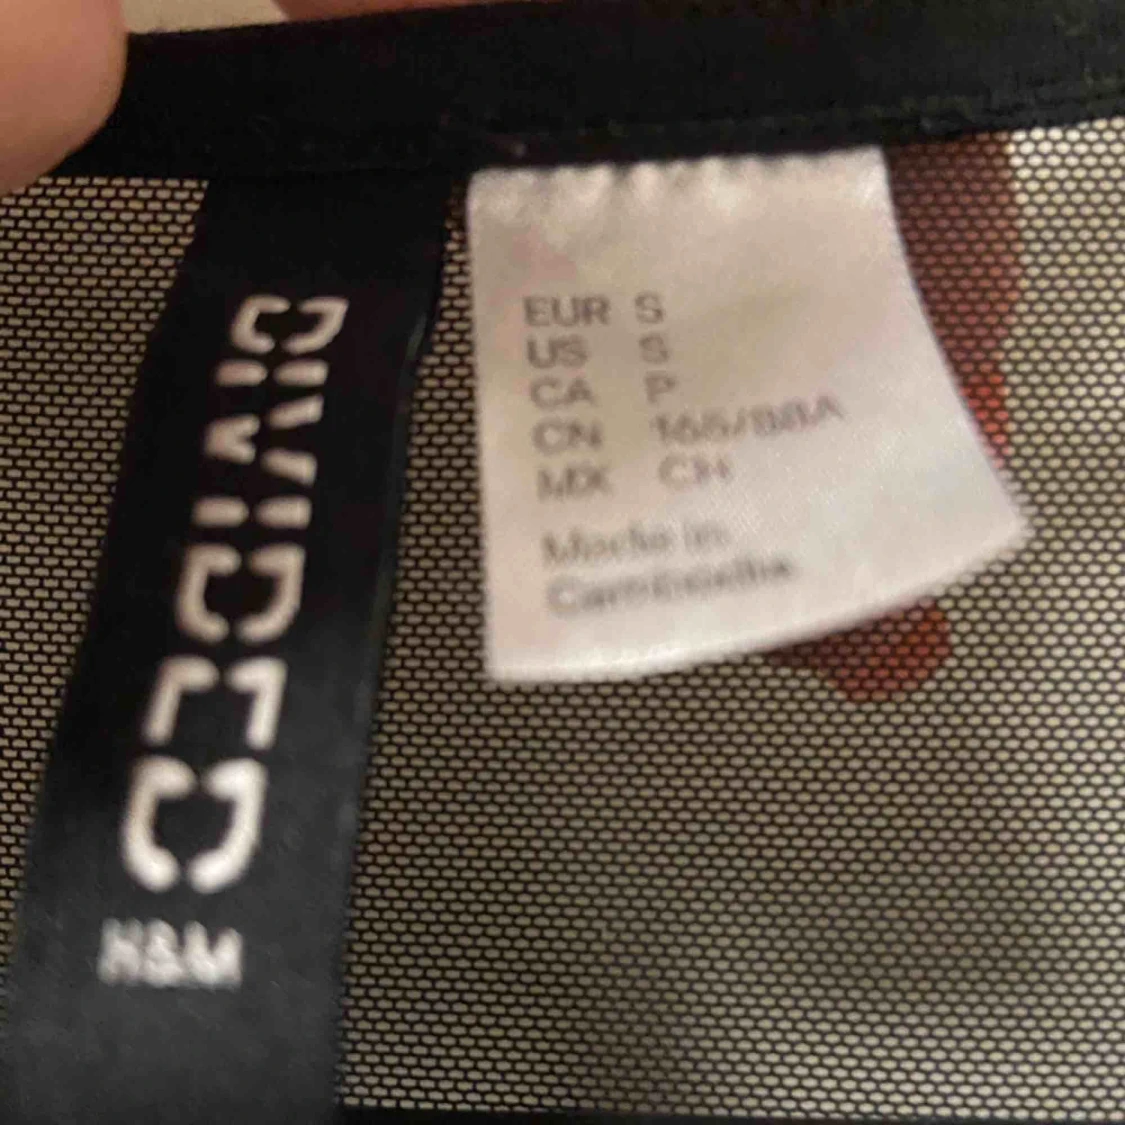 DIVIDED
H&M
EUR S
US S
CA P
CN 165/88A
MX CH
Made in
Cambodia